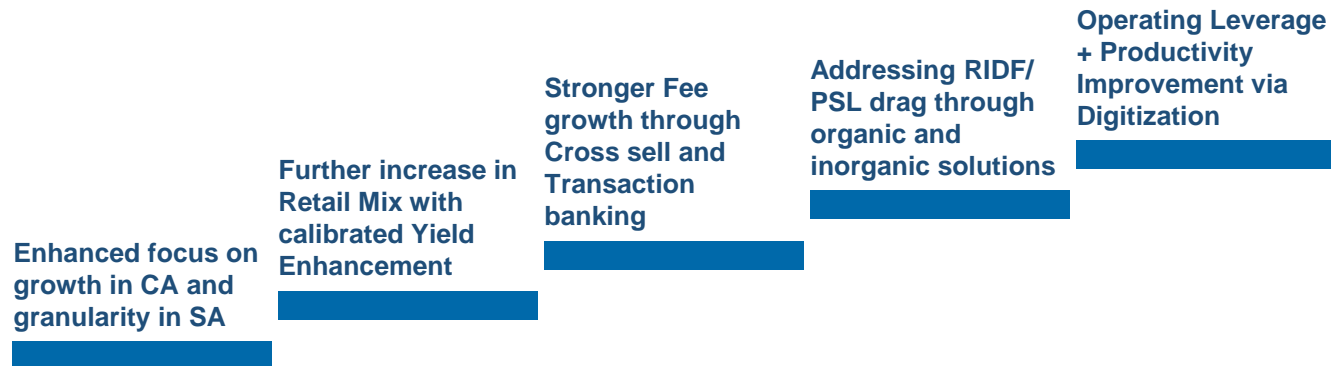 Enhanced focus on
growth in CA and
granularity in SA
Further increase in
Retail Mix with
calibrated Yield
Enhancement
Stronger Fee
growth through
Cross sell and
Transaction
banking
Addressing RIDF/
PSL drag through
organic and
inorganic solutions
Operating Leverage
+ Productivity
Improvement via
Digitization